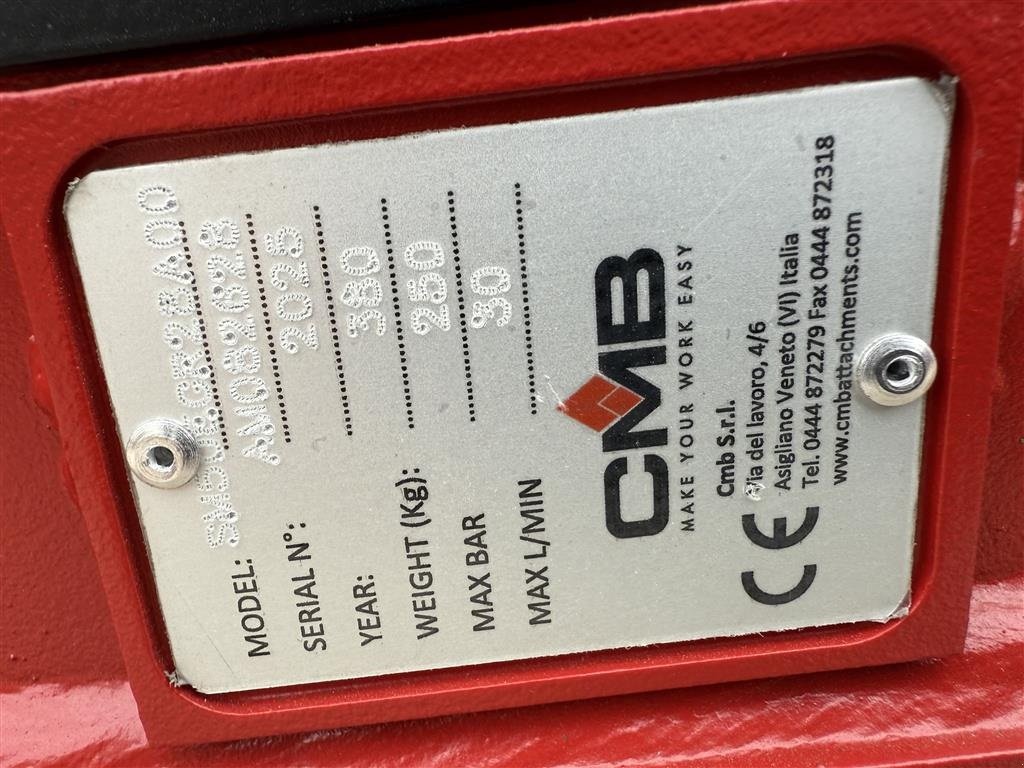 MODEL:
SERIAL N°: AM082628
YEAR: 2025
WEIGHT (Kg): 380
MAX BAR 250
MAX L/MIN 30
CMB
MAKE YOUR WORK EASY
CE
Cmb S.r.l.
Via del lavoro, 4/6
Asigliano Veneto (VI) Italia
Tel. 0444 872279 Fax 0444 872318
www.cmbattachments.com